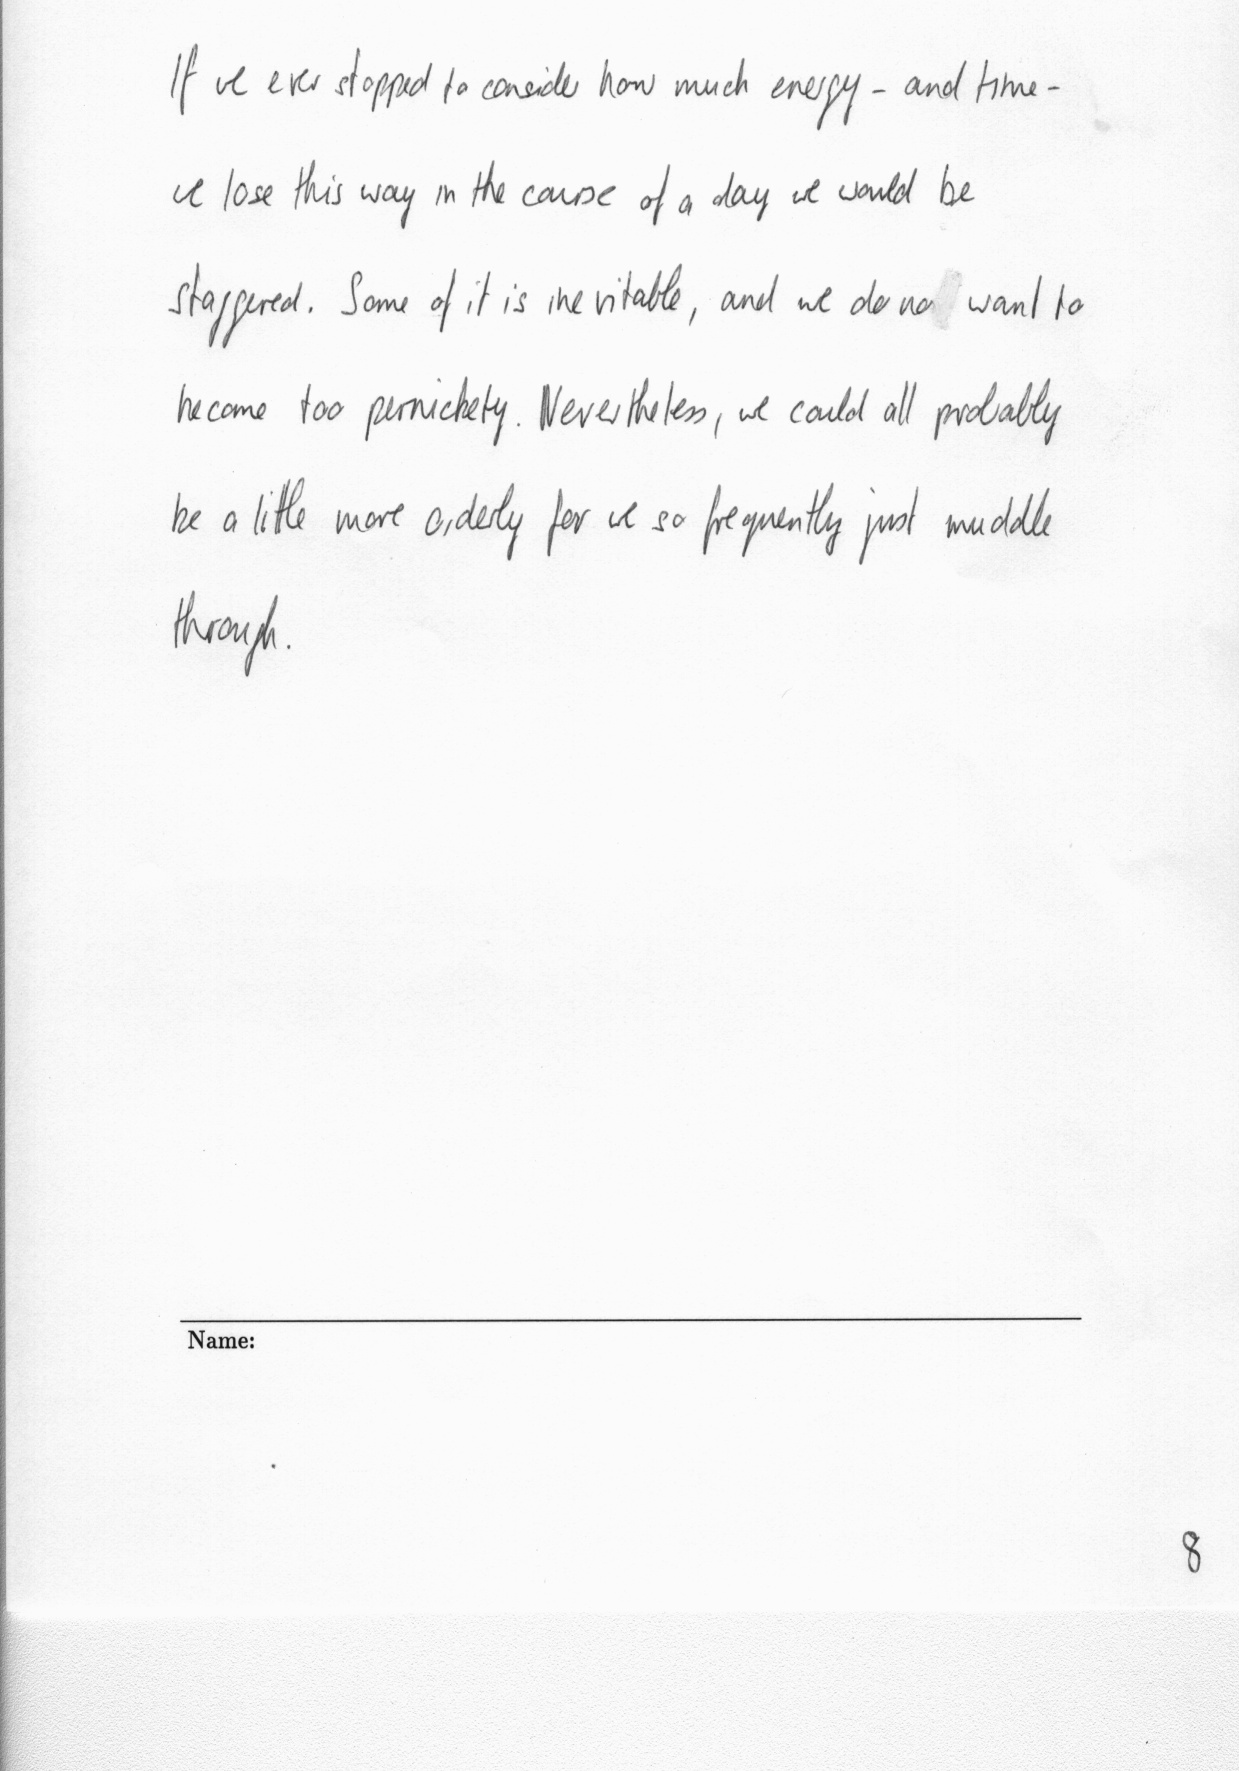 If we ever stopped to consider how much energy - and time -
we lose this way in the course of a day we would be
staggered. Some of it is inevitable, and we do no want to
become too pernickety. Nevertheless, we could all probably
be a little more orderly for we so frequently just muddle
through.
Name:
8